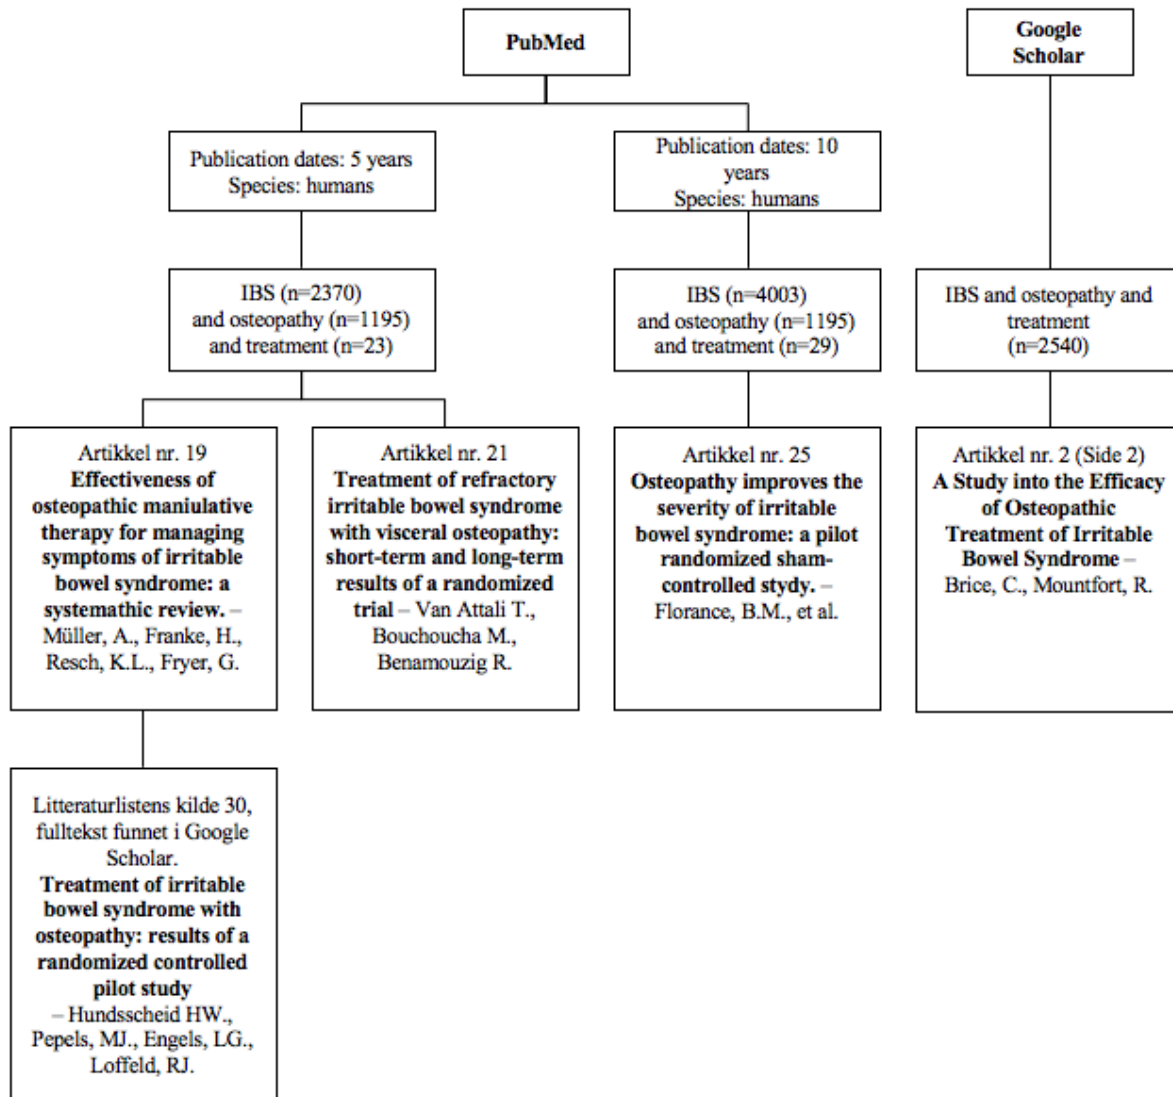 PubMed
Google
Scholar
Publication dates: 5 years
Species: humans
Publication dates: 10
years
Species: humans
IBS (n=2370)
and osteopathy (n=1195)
and treatment (n=23)
IBS (n=4003)
and osteopathy (n=1195)
and treatment (n=29)
IBS and osteopathy and
treatment
(n=2540)
Artikkel nr. 19
Effectiveness of
osteopathic maniulative
therapy for managing
symptoms of irritable
bowel syndrome: a
systemathic review. –
Müller, A., Franke, H.,
Resch, K.L., Fryer, G.
Artikkel nr. 21
Treatment of refractory
irritable bowel syndrome
with visceral osteopathy:
short-term and long-term
results of a randomized
trial – Van Attali T.,
Bouchoucha M.,
Benamouzig R.
Artikkel nr. 25
Osteopathy improves the
severity of irritable
bowel syndrome: a pilot
randomized sham-
controlled stydy. –
Florance, B.M., et al.
Artikkel nr. 2 (Side 2)
A Study into the Efficacy
of Osteopathic
Treatment of Irritable
Bowel Syndrome –
Brice, C., Mountfort, R.
Litteraturlistens kilde 30,
fulltekst funnet i Google
Scholar.
Treatment of irritable
bowel syndrome with
osteopathy: results of a
randomized controlled
pilot study
– Hundsscheid HW.,
Pepels, MJ., Engels, LG.,
Loffeld, RJ.